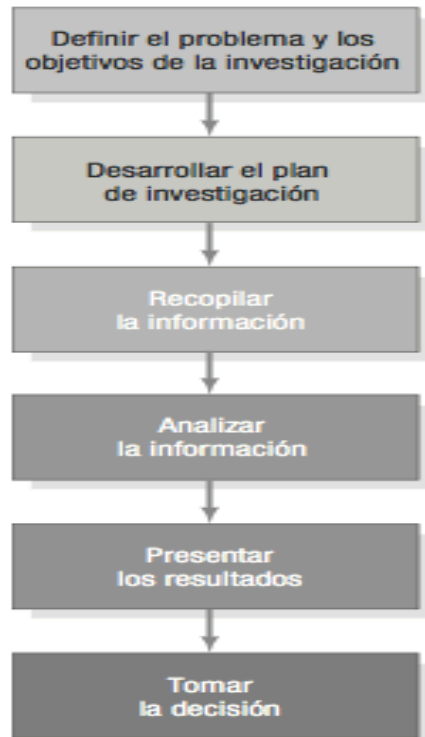 Definir el problema y los
objetivos de la investigación
Desarrollar el plan
de investigación
Recopilar
la información
Analizar
la información
Presentar
los resultados
Tomar
la decisión